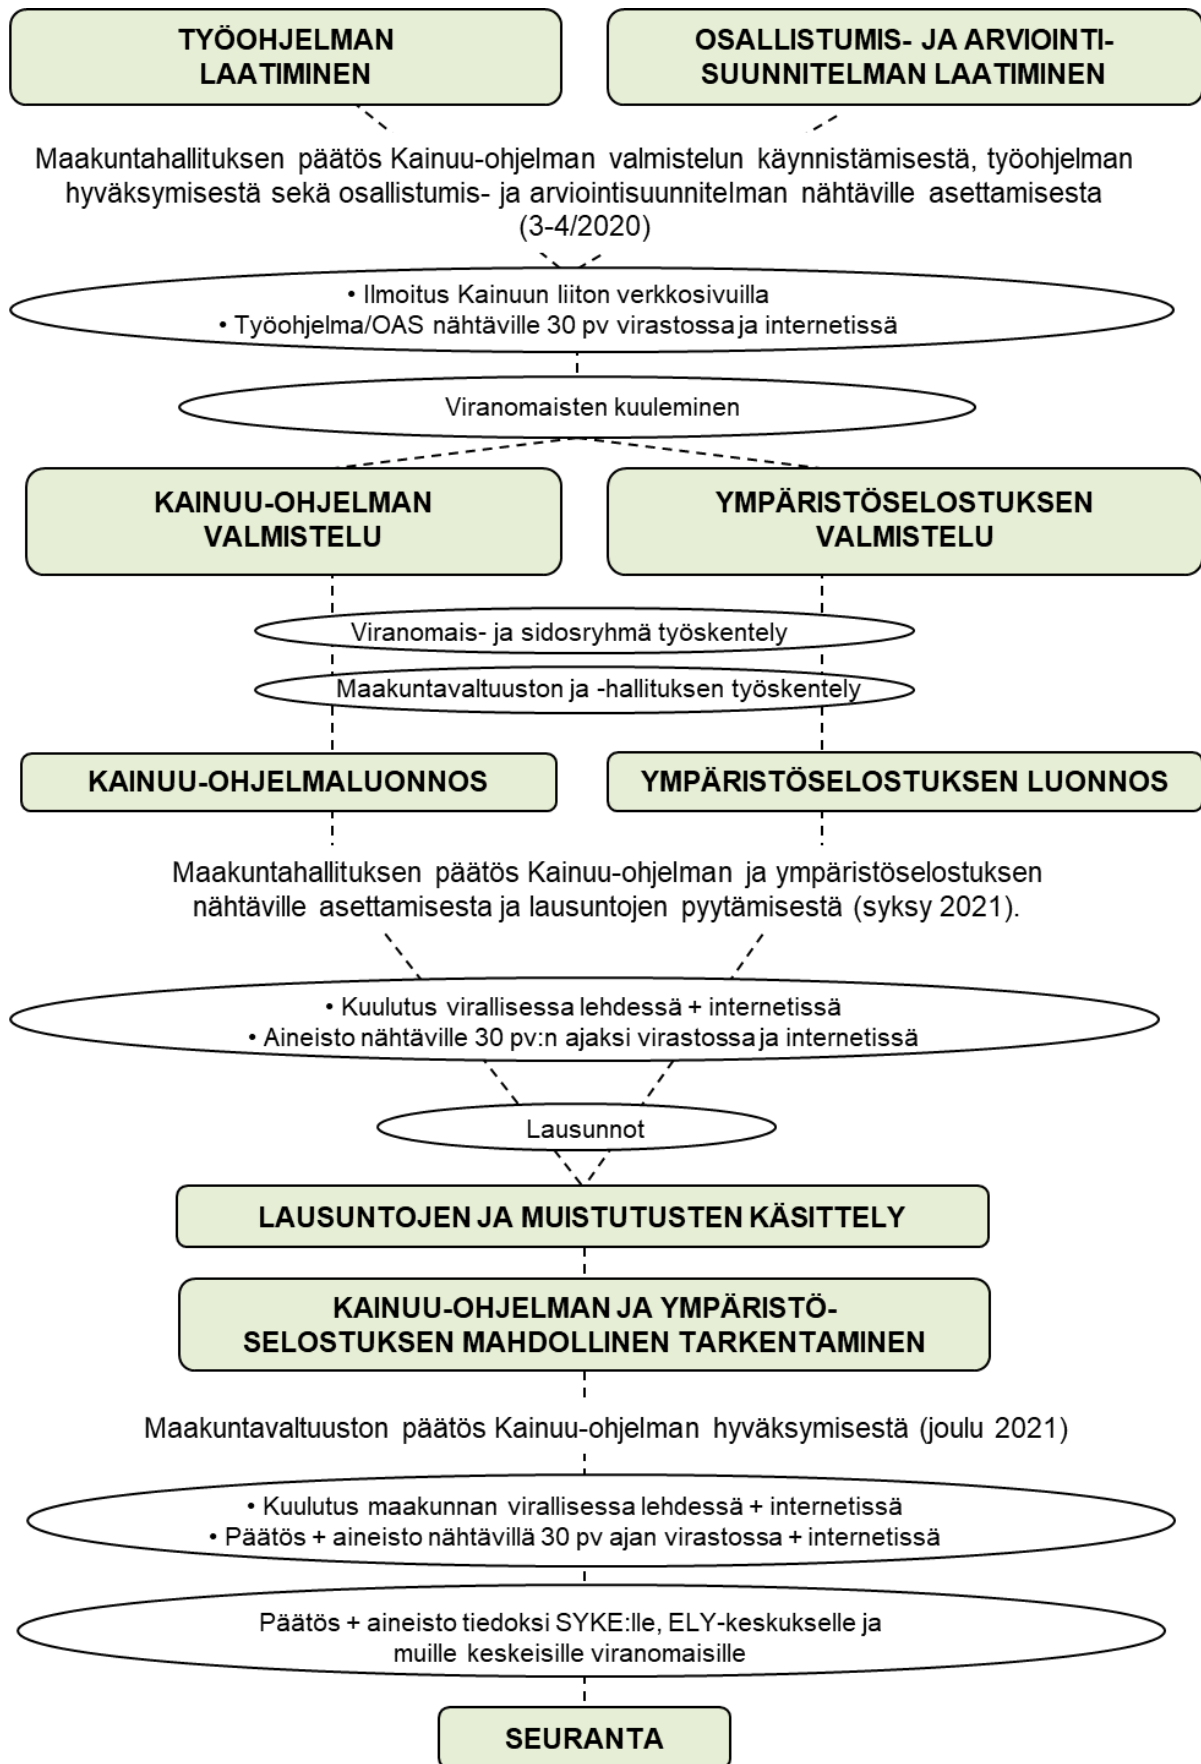 TYÖOHJELMAN
LAATIMINEN
OSALLISTUMIS- JA ARVIOINTI-
SUUNNITELMAN LAATIMINEN
Maakuntahallituksen päätös Kainuu-ohjelman valmistelun käynnistämisestä, työohjelman
hyväksymisestä sekä osallistumis- ja arviointisuunnitelman nähtäville asettamisesta
(3-4/2020)
• Ilmoitus Kainuun liiton verkkosivuilla
• Työohjelma/OAS nähtäville 30 pv virastossa ja internetissä
Viranomaisten kuuleminen
KAINUU-OHJELMAN
VALMISTELU
YMPÄRISTÖSELOSTUKSEN
VALMISTELU
Viranomais- ja sidosryhmä työskentely
Maakuntavaltuuston ja -hallituksen työskentely
KAINUU-OHJELMALUONNOS
YMPÄRISTÖSELOSTUKSEN LUONNOS
Maakuntahallituksen päätös Kainuu-ohjelman ja ympäristöselostuksen
nähtäville asettamisesta ja lausuntojen pyytämisestä (syksy 2021).
• Kuulutus virallisessa lehdessä + internetissä
• Aineisto nähtäville 30 pv:n ajaksi virastossa ja internetissä
Lausunnot
LAUSUNTOJEN JA MUISTUTUSTEN KÄSITTELY
KAINUU-OHJELMAN JA YMPÄRISTÖ-
SELOSTUKSEN MAHDOLLINEN TARKENTAMINEN
Maakuntavaltuuston päätös Kainuu-ohjelman hyväksymisestä (joulu 2021)
• Kuulutus maakunnan virallisessa lehdessä + internetissä
• Päätös + aineisto nähtävillä 30 pv ajan virastossa + internetissä
Päätös + aineisto tiedoksi SYKE:lle, ELY-keskukselle ja
muille keskeisille viranomaisille
SEURANTA